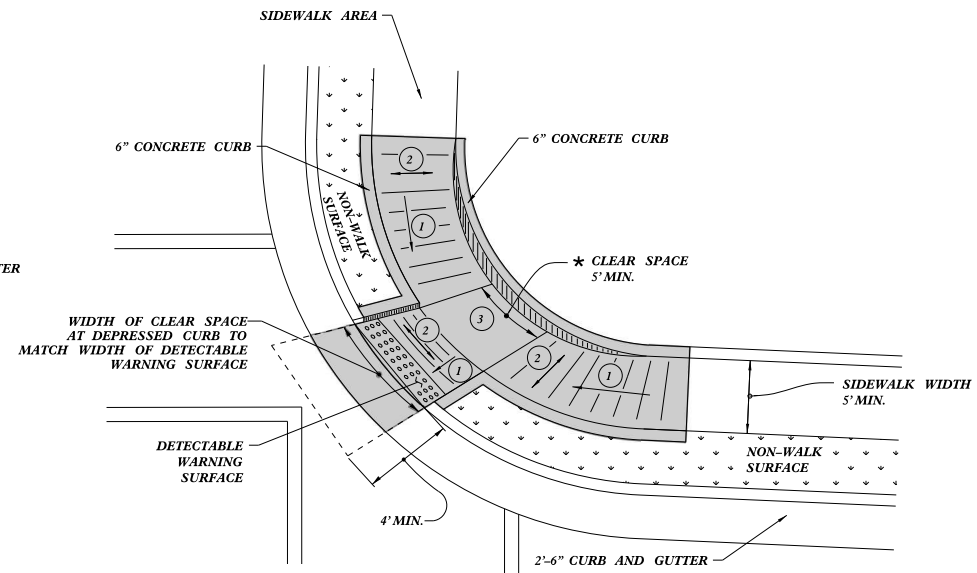 SIDEWALK AREA
6" CONCRETE CURB
6" CONCRETE CURB
2
NON-WALK
SURFACE
1
* CLEAR SPACE
5' MIN.
TER
3
WIDTH OF CLEAR SPACE
AT DEPRESSED CURB TO
MATCH WIDTH OF DETECTABLE
WARNING SURFACE
2
2
1
1
SIDEWALK WIDTH
5' MIN.
DETECTABLE
WARNING
SURFACE
NON-WALK
SURFACE
4' MIN.
2'-6" CURB AND GUTTER